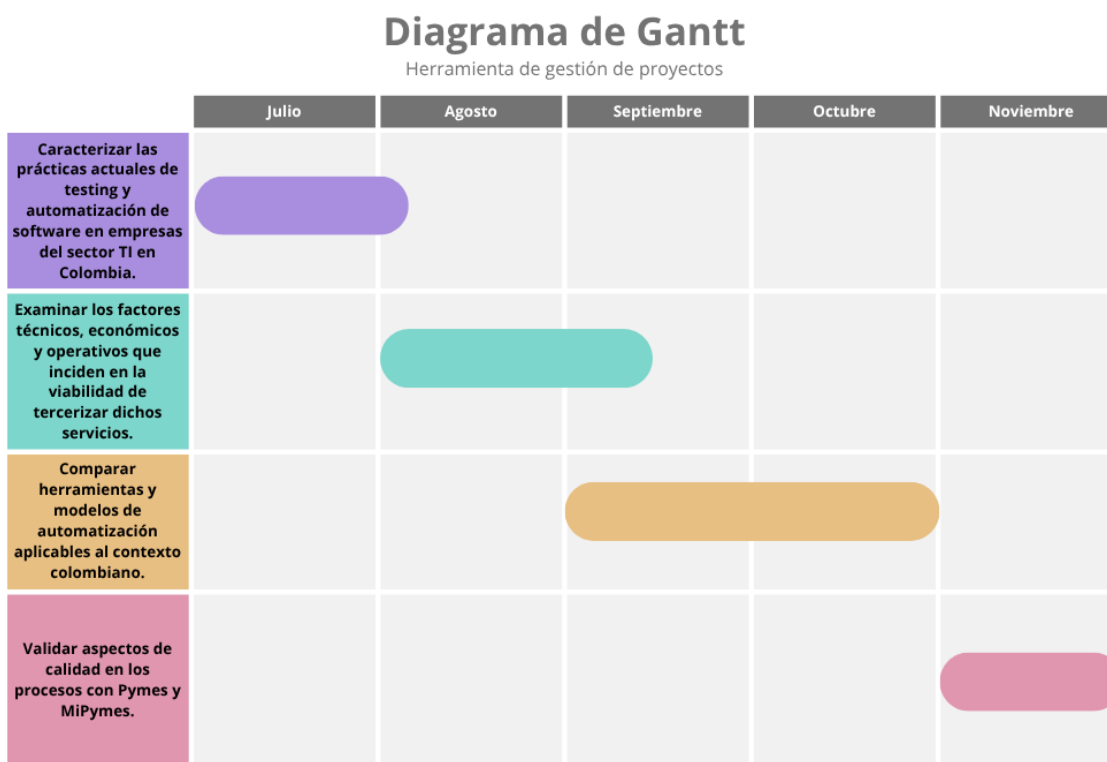 Diagrama de Gantt
Herramienta de gestión de proyectos
Julio
Agosto
Septiembre
Octubre
Noviembre
Caracterizar las
prácticas actuales de
testing y
automatización de
software en empresas
del sector TI en
Colombia.
Examinar los factores
técnicos, económicos
y operativos que
inciden en la
viabilidad de
tercerizar dichos
servicios.
Comparar
herramientas y
modelos de
automatización
aplicables al contexto
colombiano.
Validar aspectos de
calidad en los
procesos con Pymes y
MiPymes.